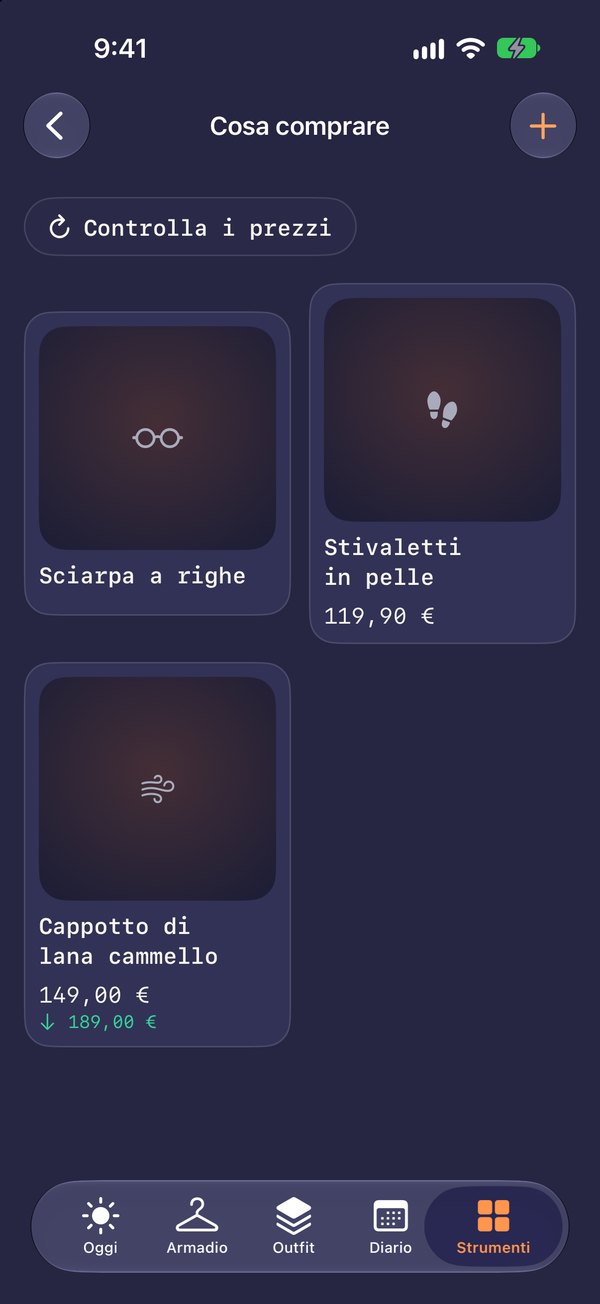 9:41
Cosa comprare
Controlla i prezzi
Sciarpa a righe
Stivaletti
in pelle
119,90 €
Cappotto di
lana cammello
149,00 €
↓ 189,00 €
Oggi
Armadio
Outfit
Diario
Strumenti